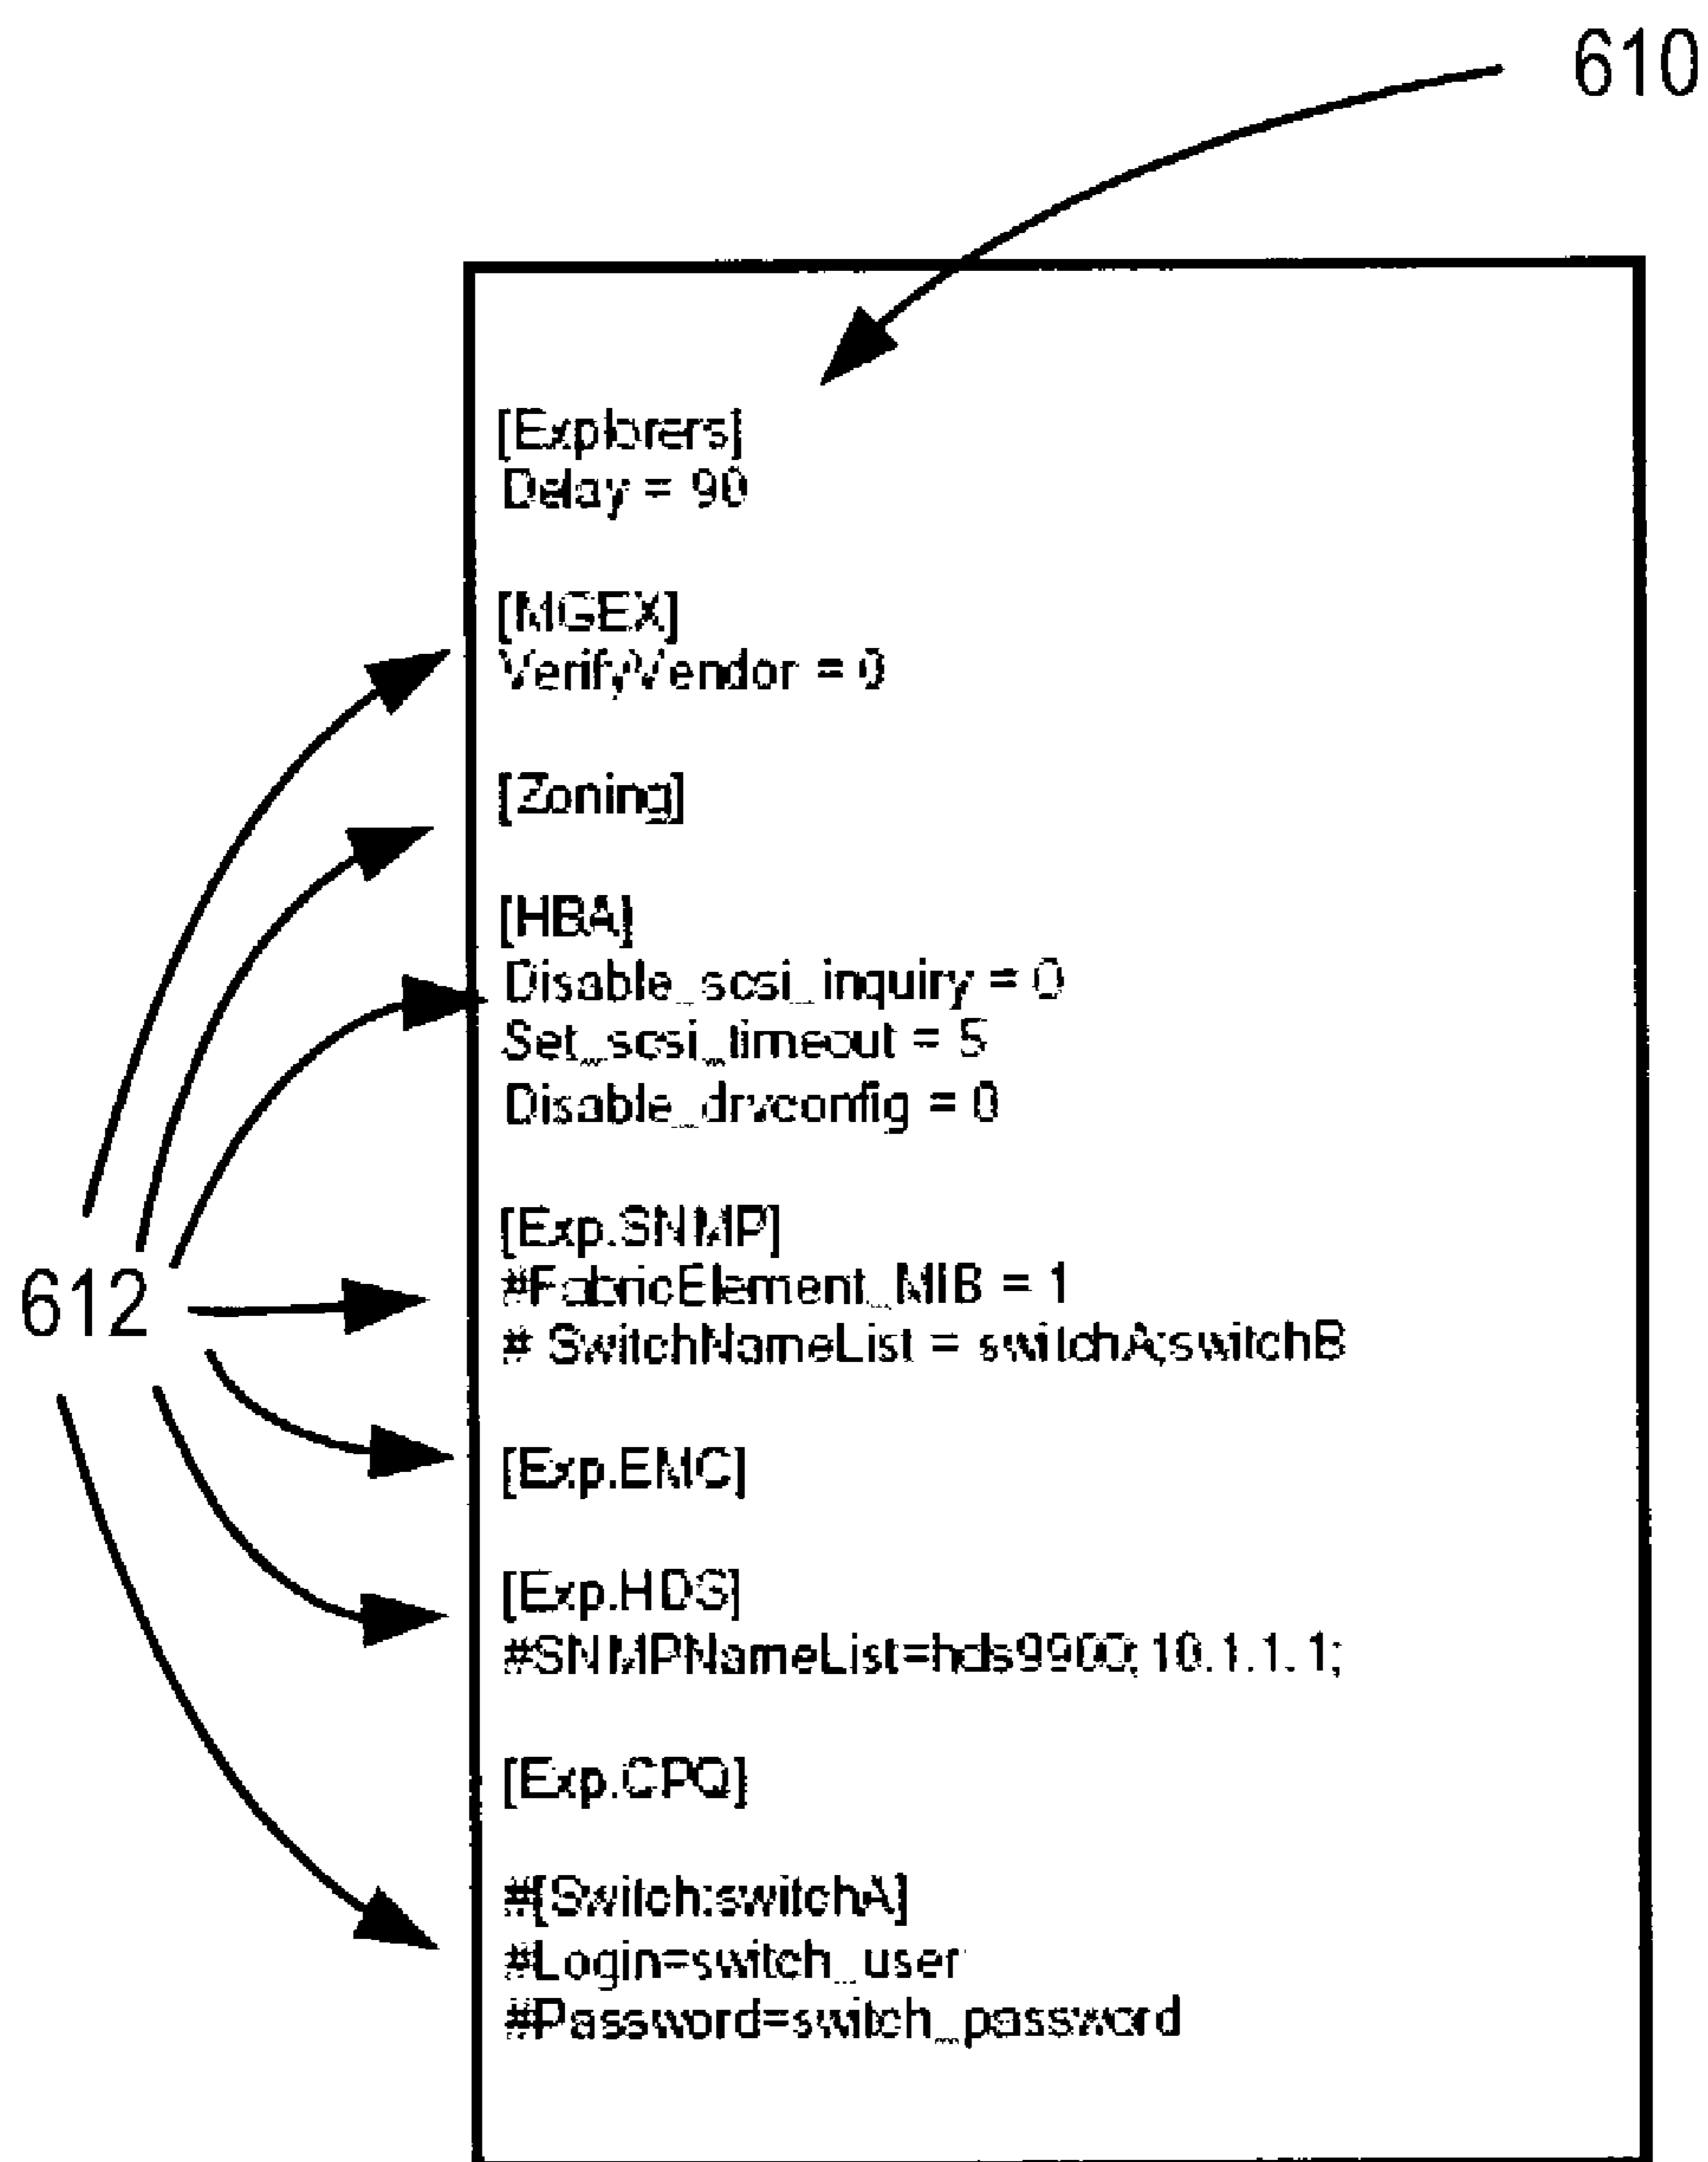 610
[Explorers]
Delay = 90
[MGEX]
VerifyVendor = 0
[Zoning]
[HBA]
Disable_scsi_inquiry = 0
Set_scsi_timeout = 5
Disable_drvconfig = 0
[Exp.SNMP]
#FabricElement_MIB = 1
# SwitchNameList = switchA;switchB
612
[Exp.EMC]
[Exp.HDS]
#SNMPNameList=hds9900;10.1.1.1;
[Exp.CPQ]
#[Switch:switchA]
#Login=switch_user
#Password=switch_password